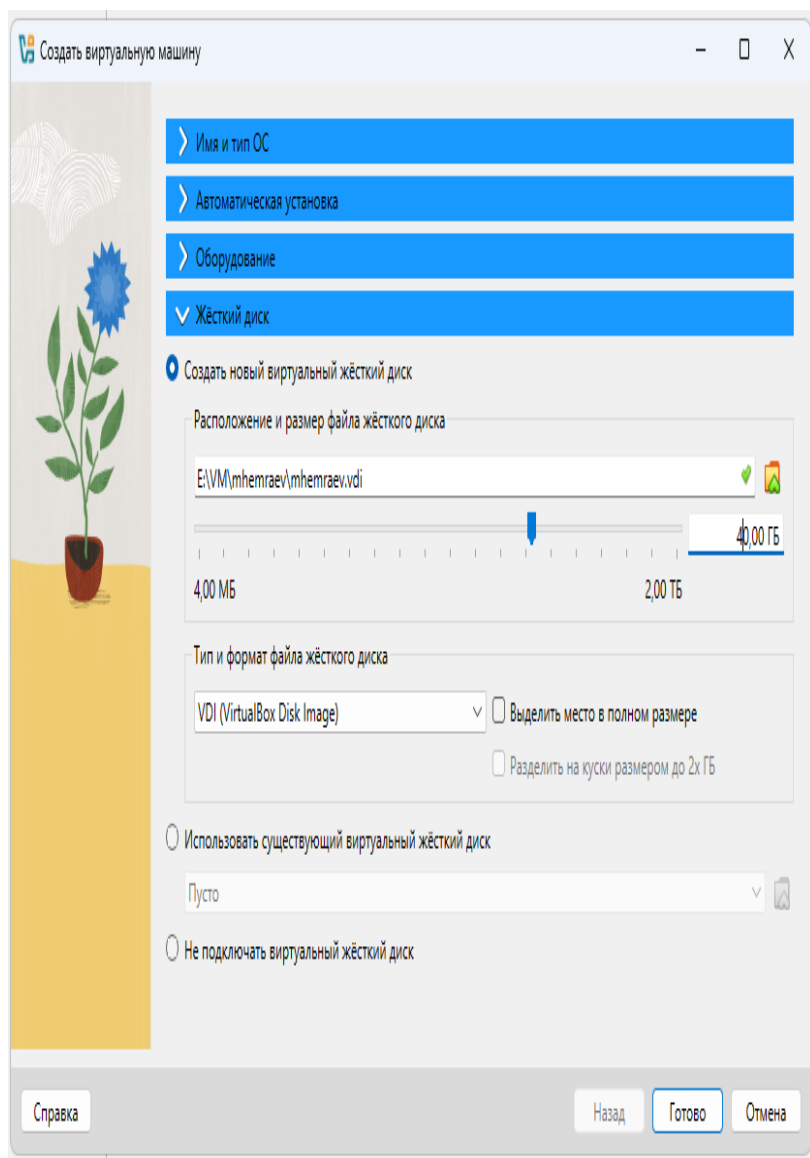 Создать виртуальную машину
Имя и тип ОС
Автоматическая установка
Оборудование
Жёсткий диск
Создать новый виртуальный жёсткий диск
Расположение и размер файла жёсткого диска
E:\VM\mhemraev\mhemraev.vdi
40,00 ГБ
4,00 МБ 2,00 ТБ
Тип и формат файла жёсткого диска
VDI (VirtualBox Disk Image) Выделить место в полном размере
Разделить на куски размером до 2х ГБ
Использовать существующий виртуальный жёсткий диск
Пусто
Не подключать виртуальный жёсткий диск
Справка Назад Готово Отмена